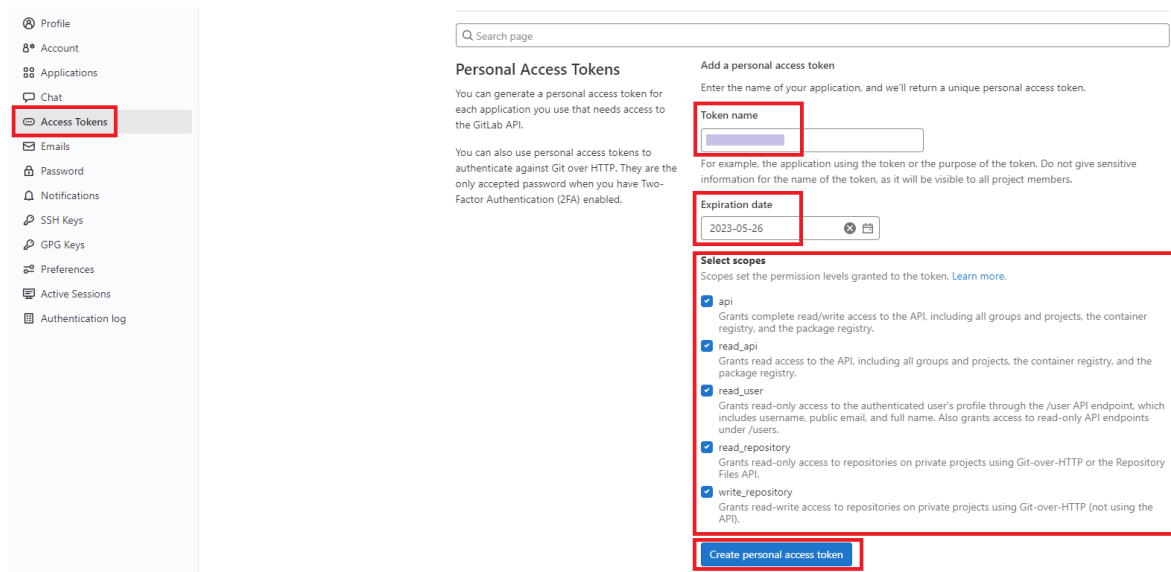 Profile
Account
Applications
Chat
Access Tokens
Emails
Password
Notifications
SSH Keys
GPG Keys
Preferences
Active Sessions
Authentication log
Search page
Personal Access Tokens
You can generate a personal access token for
each application you use that needs access to
the GitLab API.
You can also use personal access tokens to
authenticate against Git over HTTP. They are the
only accepted password when you have Two-
Factor Authentication (2FA) enabled.
Add a personal access token
Enter the name of your application, and we'll return a unique personal access token.
Token name
For example, the application using the token or the purpose of the token. Do not give sensitive
information for the name of the token, as it will be visible to all project members.
Expiration date
2023-05-26
Select scopes
Scopes set the permission levels granted to the token. Learn more.
api
Grants complete read/write access to the API, including all groups and projects, the container
registry, and the package registry.
read_api
Grants read access to the API, including all groups and projects, the container registry, and the
package registry.
read_user
Grants read-only access to the authenticated user's profile through the /user API endpoint, which
includes username, public email, and full name. Also grants access to read-only API endpoints
under /users.
read_repository
Grants read-only access to repositories on private projects using Git-over-HTTP or the Repository
Files API.
write_repository
Grants read-write access to repositories on private projects using Git-over-HTTP (not using the
API).
Create personal access token